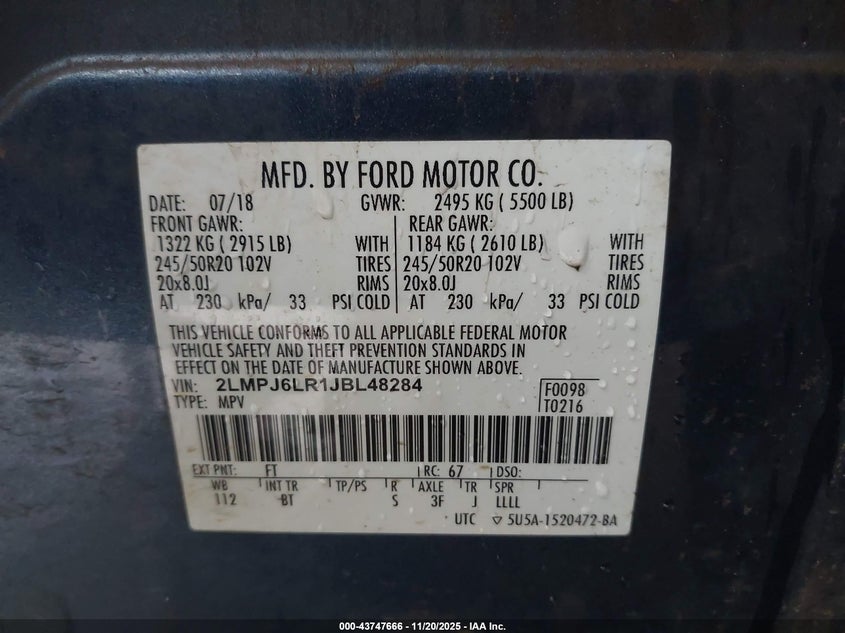 MFD. BY FORD MOTOR CO.
DATE: 07/18 GVWR: 2495 KG ( 5500 LB)
FRONT GAWR: REAR GAWR:
1322 KG ( 2915 LB) WITH 1184 KG ( 2610 LB) WITH
245/50R20 102V TIRES 245/50R20 102V TIRES
20x8.0J RIMS 20x8.0J RIMS
AT 230 kPa/ 33 PSI COLD AT 230 kPa/ 33 PSI COLD
THIS VEHICLE CONFORMS TO ALL APPLICABLE FEDERAL MOTOR
VEHICLE SAFETY AND THEFT PREVENTION STANDARDS IN
EFFECT ON THE DATE OF MANUFACTURE SHOWN ABOVE.
VIN: 2LMPJ6LR1JBL48284 F0098
TYPE: MPV T0216
EXT PNT: FT RC: 67 DSO:
WB INT TR TP/PS R AXLE TR SPR
112 BT S 3F J LLLL
UTC ▽ 5U5A-1520472-BA
000-43747666 - 11/20/2025 - IAA Inc.